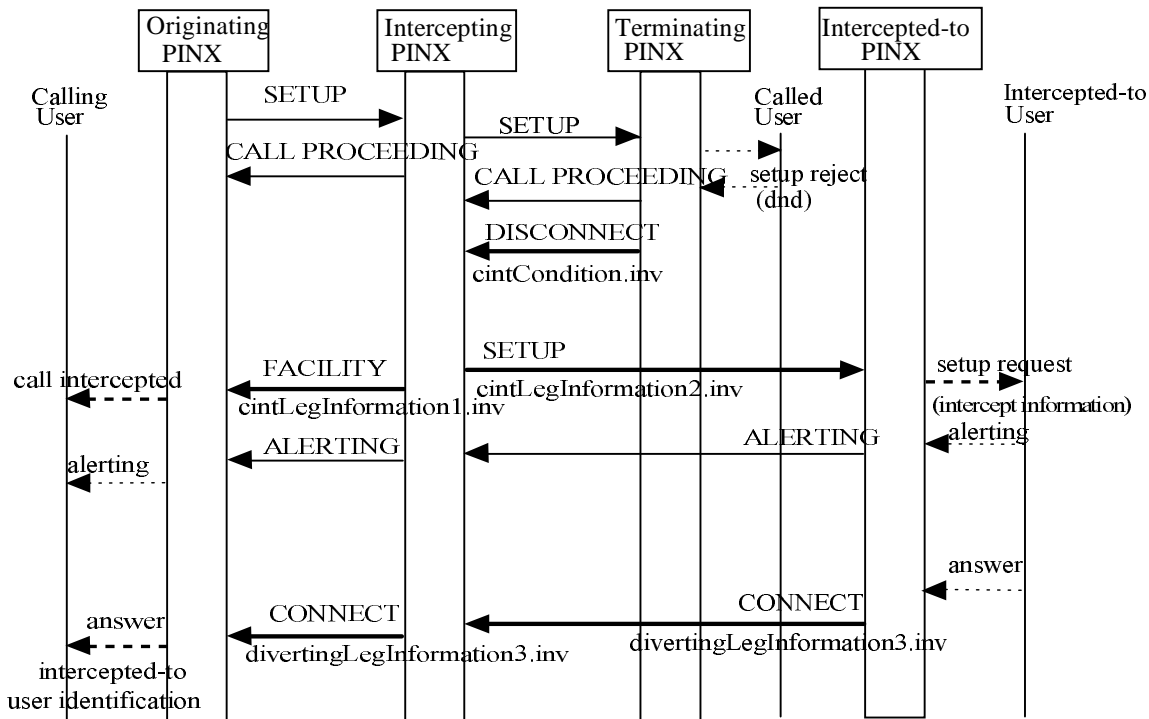 Originating
PINX
Intercepting
PINX
Terminating
PINX
Intercepted-to
PINX
Calling
User
Called
User
Intercepted-to
User
SETUP
SETUP
CALL PROCEEDING
CALL PROCEEDING
setup reject
(dnd)
DISCONNECT
cintCondition.inv
SETUP
cintLegInformation2.inv
FACILITY
cintLegInformation1.inv
call intercepted
setup request
(intercept information)
alerting
ALERTING
ALERTING
alerting
answer
CONNECT
divertingLegInformation3.inv
CONNECT
divertingLegInformation3.inv
answer
intercepted-to
user identification